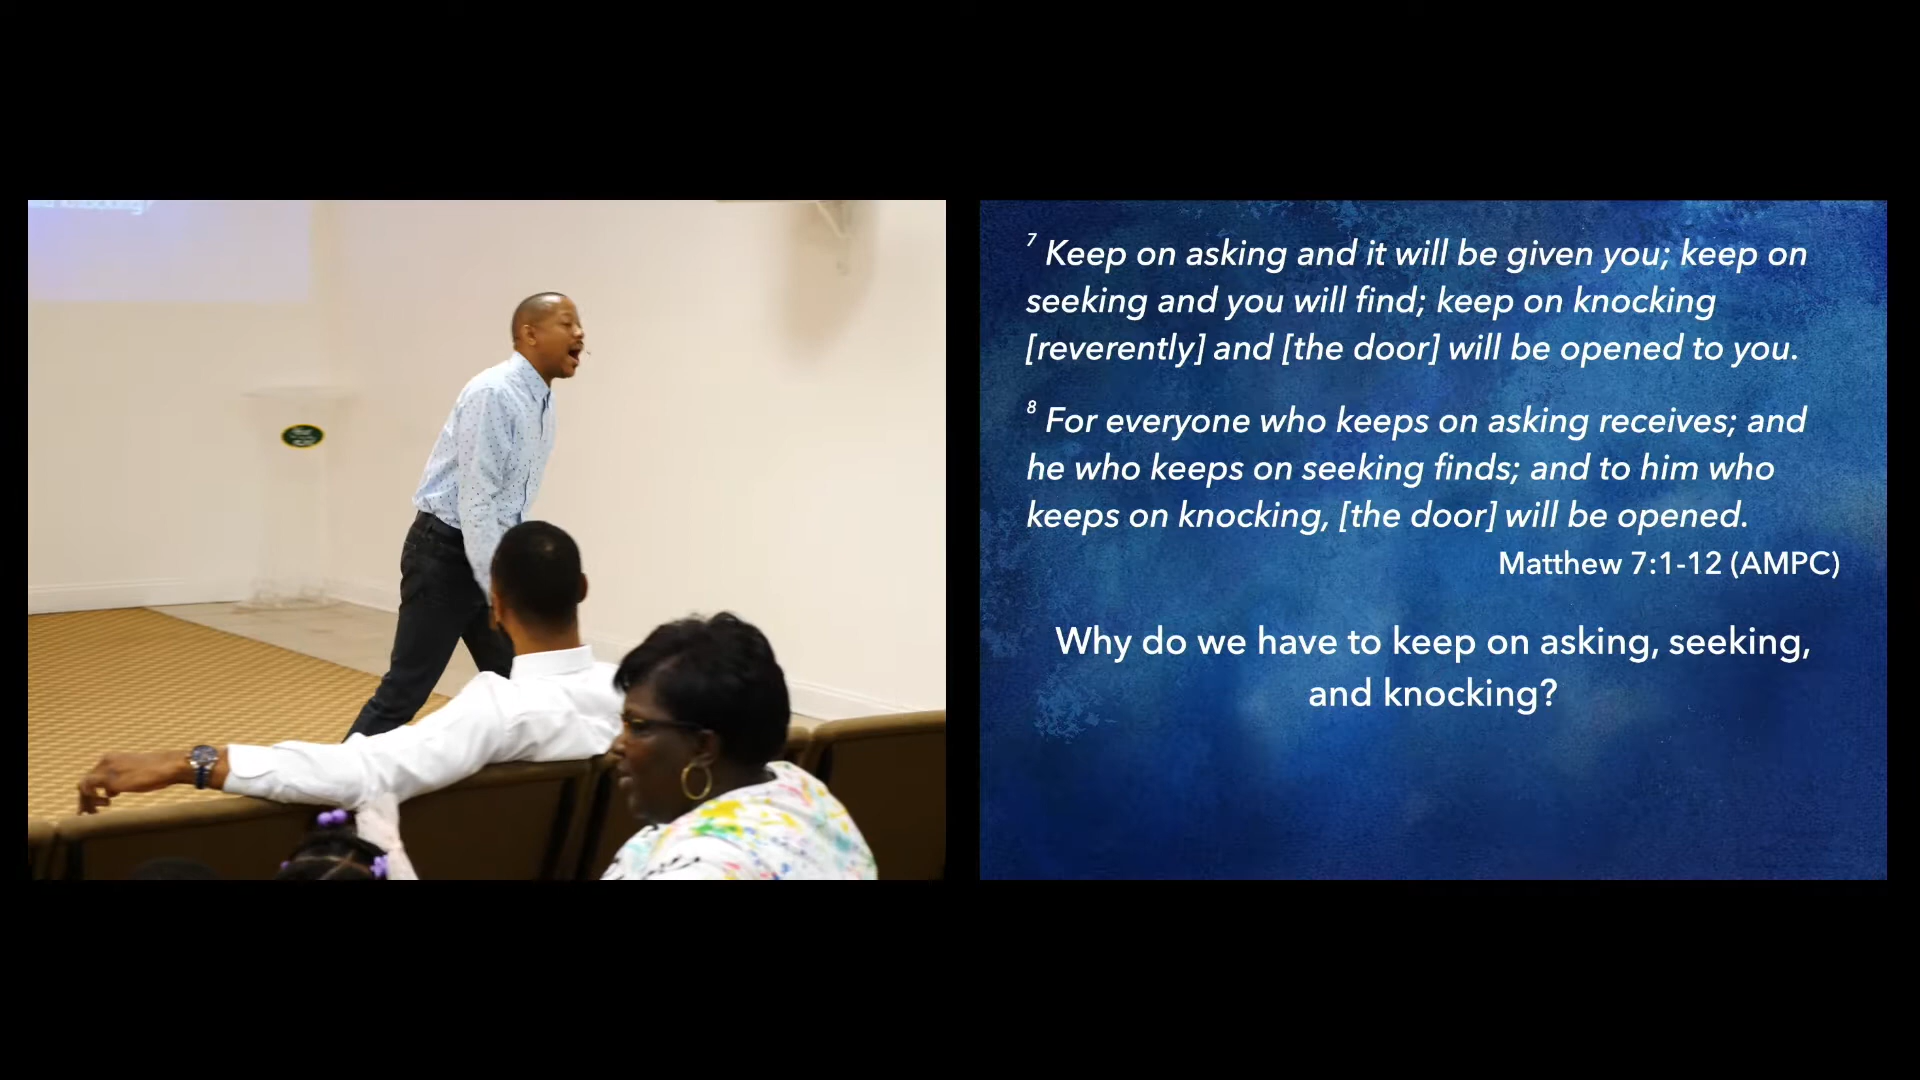 7 Keep on asking and it will be given you; keep on
seeking and you will find; keep on knocking
[reverently] and [the door] will be opened to you.
8 For everyone who keeps on asking receives; and
he who keeps on seeking finds; and to him who
keeps on knocking, [the door] will be opened.
Matthew 7:1-12 (AMPC)
Why do we have to keep on asking, seeking,
and knocking?